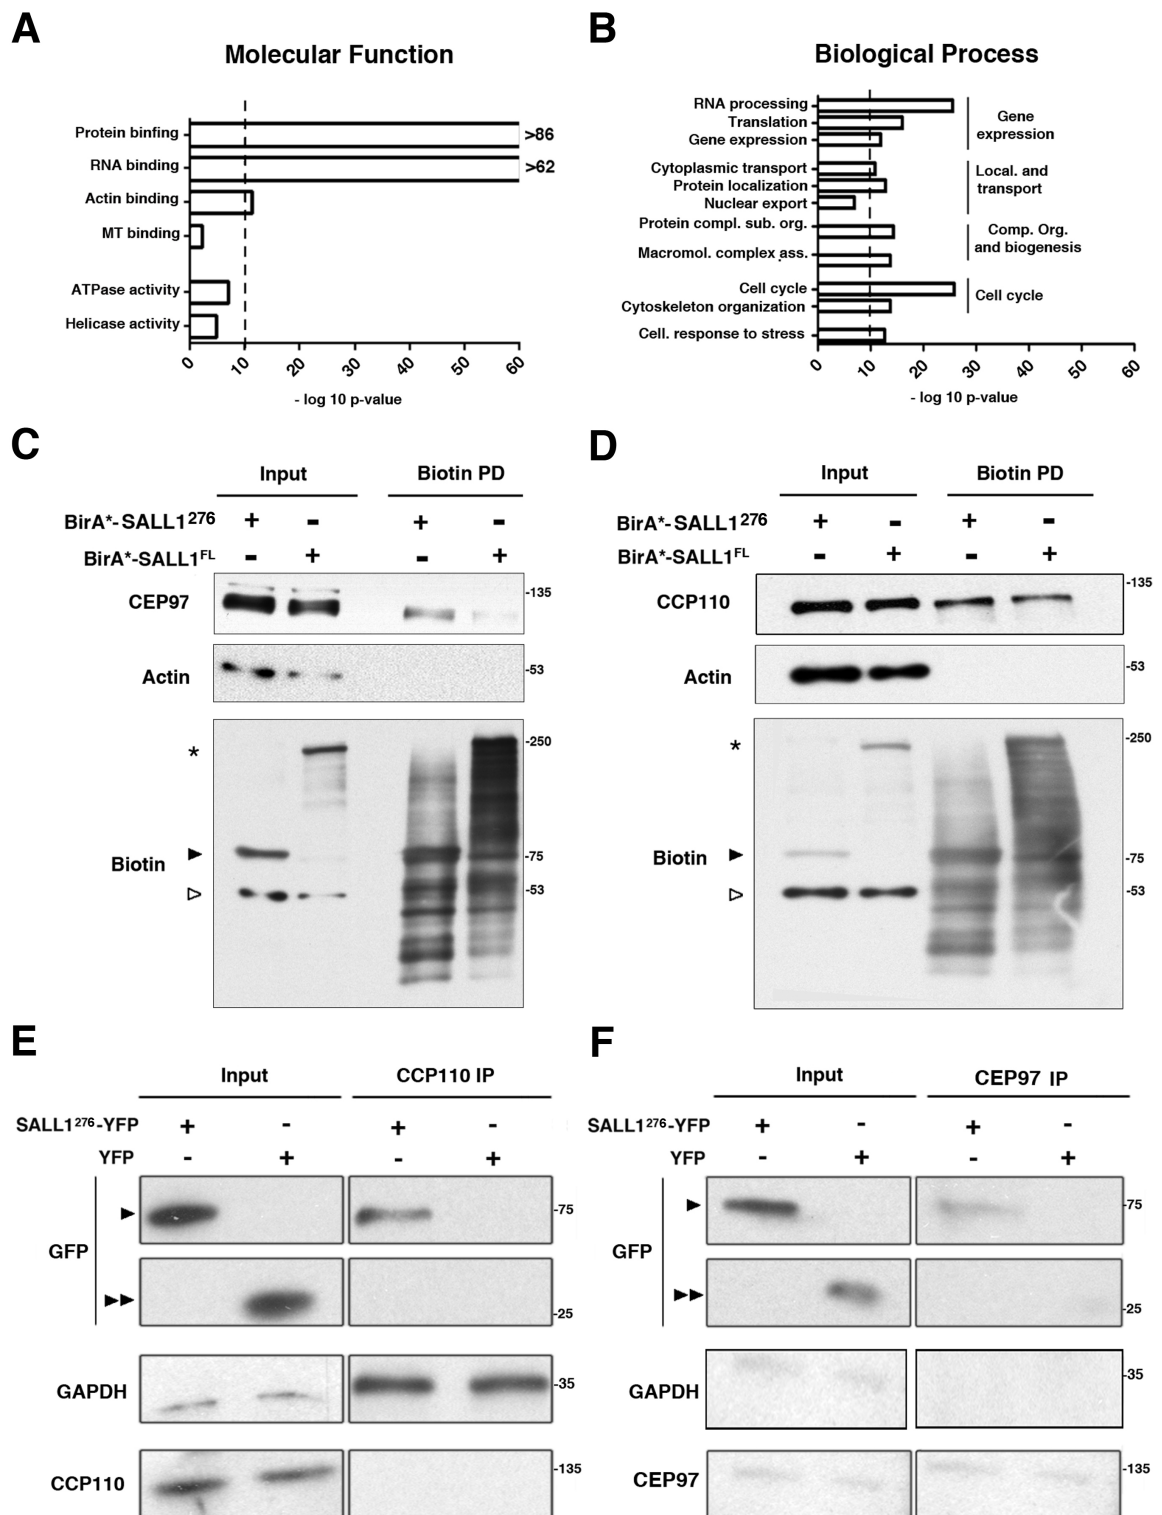 A
Molecular Function
Protein binfing
>86
RNA binding
>62
Actin binding
MT binding
ATPase activity
Helicase activity
0 10 20 30 40 50 60
- log 10 p-value
B
Biological Process
RNA processing
Translation
Gene expression
Gene
expression
Cytoplasmic transport
Protein localization
Nuclear export
Local. and
transport
Protein compl. sub. org.
Macromol. complex ass.
Comp. Org.
and biogenesis
Cell cycle
Cytoskeleton organization
Cell cycle
Cell. response to stress
0 10 20 30 40 50 60
- log 10 p-value
C
Input Biotin PD
BirA*-SALL1²⁷⁶ + - + -
BirA*-SALL1ᶠᴸ - + - +
CEP97 -135
Actin -53
* -250
Biotin -75
-53
D
Input Biotin PD
BirA*-SALL1²⁷⁶ + - + -
BirA*-SALL1ᶠᴸ - + - +
CCP110 -135
Actin -53
* -250
Biotin -75
-53
E
Input CCP110 IP
SALL1²⁷⁶-YFP + - + -
YFP - + - +
-75
GFP
-25
GAPDH -35
CCP110 -135
F
Input CEP97 IP
SALL1²⁷⁶-YFP + - + -
YFP - + - +
-75
GFP
-25
GAPDH -35
CEP97 -135